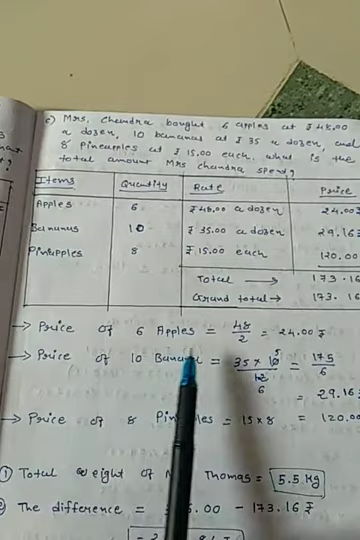 c) Mrs. Chandra bought 6 apples at ₹ 48.00
a dozen, 10 bananas at ₹ 35 a dozen, and
8 Pineapples at ₹ 15.00 each. what is the
total amount Mrs chandra spend?
Items Quantity Rate Price
Apples 6 ₹ 48.00 a dozen 24.00
Bananas 10 ₹ 35.00 a dozen 29.16
Pineapples 8 ₹ 15.00 each 120.00
Total → 173.16
Grand total → 173.16
→ Price of 6 Apples = 48/2 = 24.00 ₹
→ Price of 10 Banana = 35 × 10 5/12 6 = 175/6
= 29.16
→ Price of 8 = 15 × 8 = 120.00
① Total weight of Thomas = 5.5 kg
The difference = .00 - 173.16 ₹